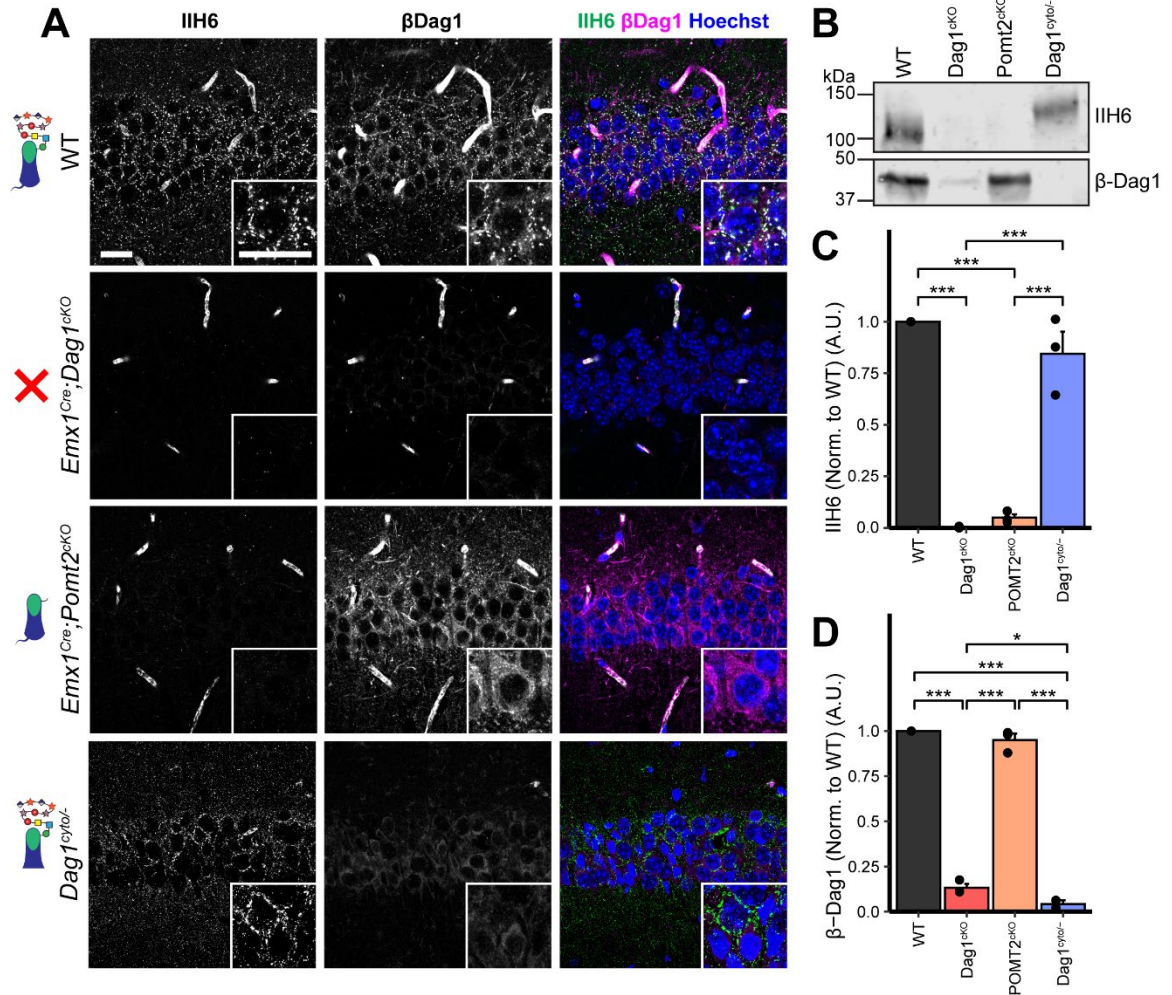 A
IIH6
βDag1
IIH6 βDag1 Hoechst
WT
Emx1Cre;Dag1cKO
Emx1Cre;Pomt2cKO
Dag1cyto/-
B
WT
Dag1cKO
Pomt2cKO
Dag1cyto/-
kDa
150
100
IIH6
50
37
β-Dag1
C
IIH6 (Norm. to WT) (A.U.)
***
***
*** ***
1.0
0.75
0.50
0.25
0.0
WT
Dag1cKO
POMT2cKO
Dag1cyto/-
D
β−Dag1 (Norm. to WT) (A.U.)
*
***
*** *** ***
1.0
0.75
0.50
0.25
0.0
WT
Dag1cKO
POMT2cKO
Dag1cyto/-